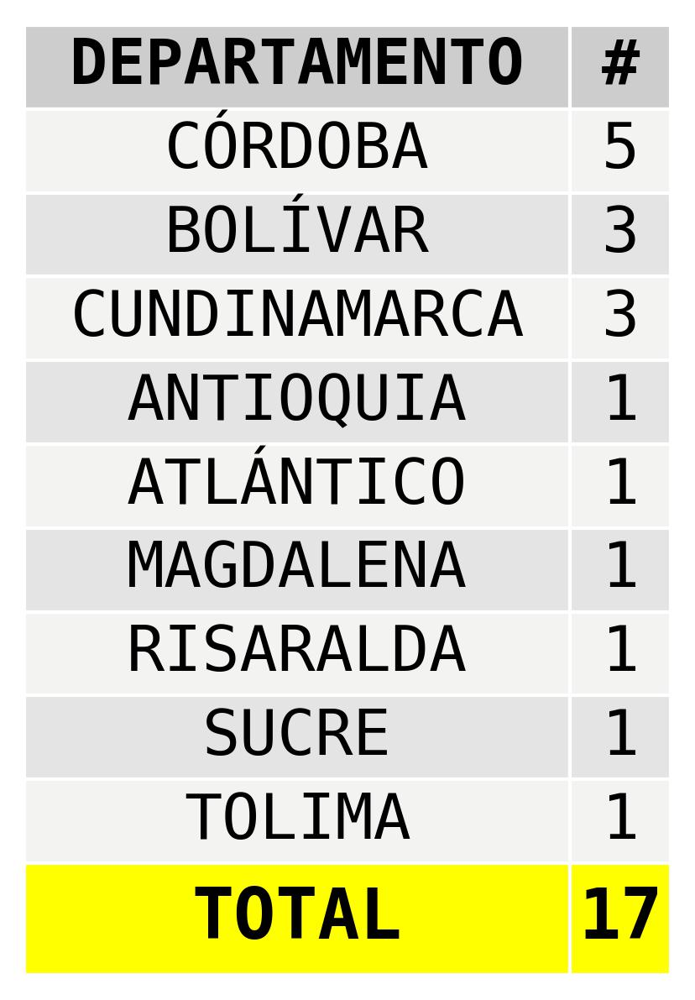 DEPARTAMENTO #
CÓRDOBA 5
BOLÍVAR 3
CUNDINAMARCA 3
ANTIOQUIA 1
ATLÁNTICO 1
MAGDALENA 1
RISARALDA 1
SUCRE 1
TOLIMA 1
TOTAL 17